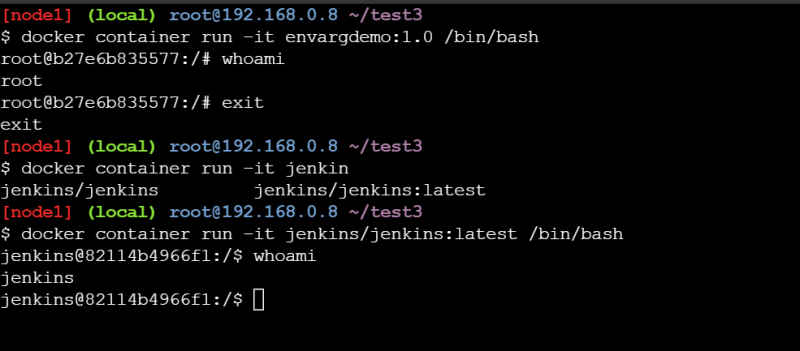 [node1] (local) root@192.168.0.8 ~/test3
$ docker container run -it envargdemo:1.0 /bin/bash
root@b27e6b835577:/# whoami
root
root@b27e6b835577:/# exit
exit
[node1] (local) root@192.168.0.8 ~/test3
$ docker container run -it jenkin
jenkins/jenkins         jenkins/jenkins:latest
[node1] (local) root@192.168.0.8 ~/test3
$ docker container run -it jenkins/jenkins:latest /bin/bash
jenkins@82114b4966f1:/$ whoami
jenkins
jenkins@82114b4966f1:/$